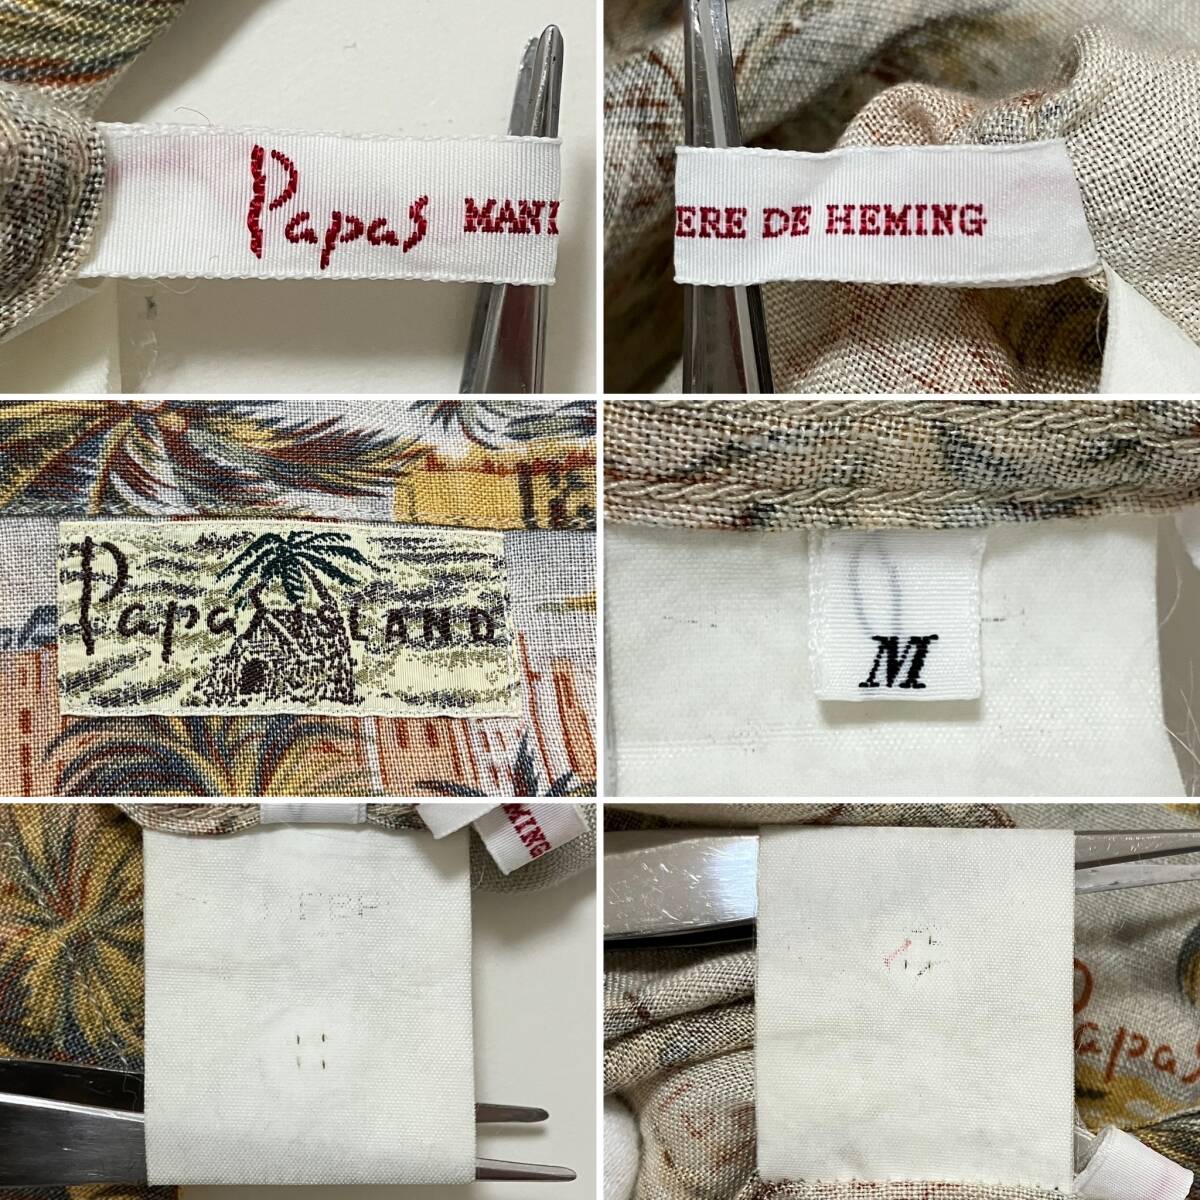 Papas MANI
ERE DE HEMING
Papas ISLAND
M
MING
Papas